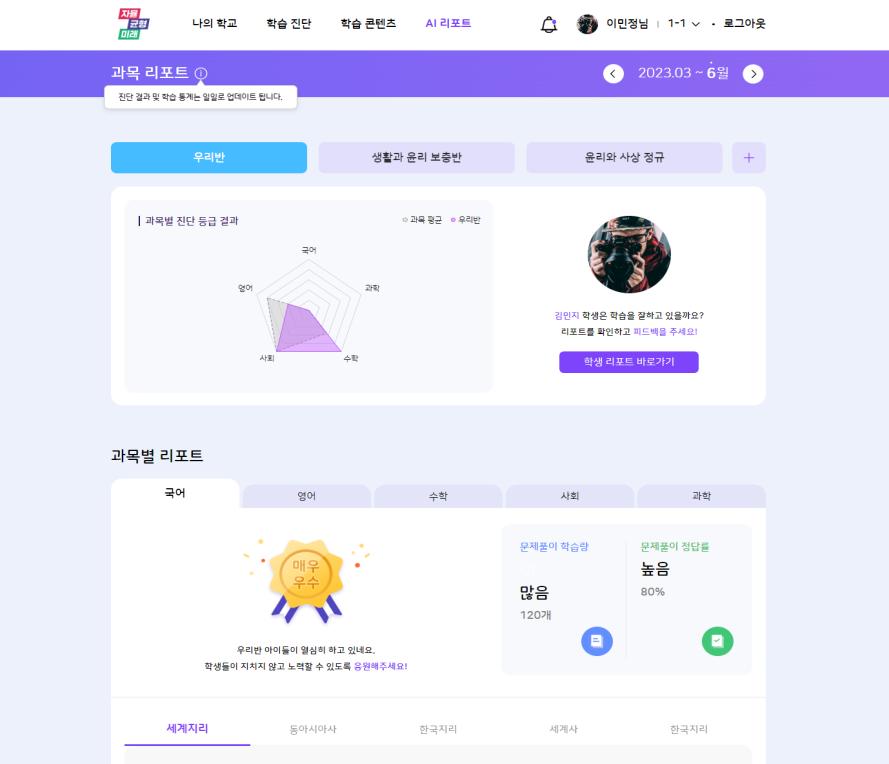 자율
균형
미래
나의 학교 학습 진단 학습 콘텐츠 AI 리포트 이민정님 1-1 로그아웃
과목 리포트 2023.03 ~ 6월
진단 결과 및 학습 통계는 일일로 업데이트 됩니다.
우리반 생활과 윤리 보충반 윤리와 사상 정규 +
과목별 진단 등급 결과 과목 평균 우리반
국어
영어 과학
사회 수학
김민지 학생은 학습을 잘하고 있을까요?
리포트를 확인하고 피드백을 주세요!
학생 리포트 바로가기
과목별 리포트
국어 영어 수학 사회 과학
매우
우수
우리반 아이들이 열심히 하고 있네요.
학생들이 지치지 않고 노력할 수 있도록 응원해주세요!
문제풀이 학습량 문제풀이 정답률
많음 높음
120개 80%
세계지리 동아시아사 한국지리 세계사 한국지리